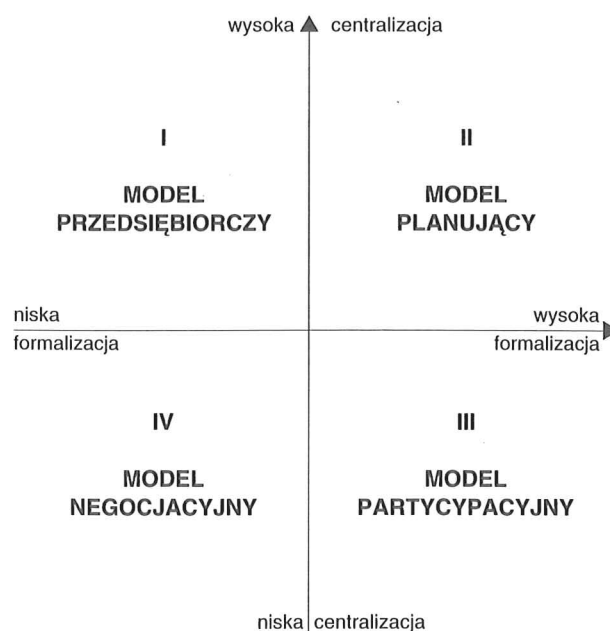 wysoka centralizacja
I
MODEL
PRZEDSIĘBIORCZY
II
MODEL
PLANUJĄCY
niska
formalizacja
wysoka
formalizacja
IV
MODEL
NEGOCJACYJNY
III
MODEL
PARTYCYPACYJNY
niska centralizacja